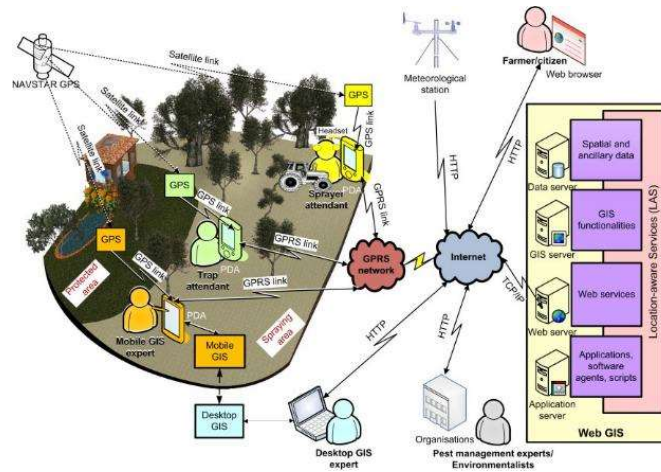 NAVSTAR GPS
Satellite link
Satellite link
Satellite link
GPS
GPS link
Headset
PDA
Sprayer
attendant
GPRS link
GPS
GPS link
PDA
Trap
attendant
GPRS link
GPS
GPS link
GPRS link
PDA
Protected
area
Spraying
area
Mobile GIS
expert
Mobile
GIS
Desktop
GIS
Desktop GIS
expert
GPRS
network
Internet
Meteorological
station
HTTP
Farmer/citizen
Web browser
HTTP
TCP/IP
HTTP
HTTP
Organisations
Pest management experts/
Environmentalists
Data server
Spatial and
ancillary data
GIS server
GIS
functionalities
Web server
Web services
Application
server
Applications,
software
agents, scripts
Location-aware Services (LAS)
Web GIS